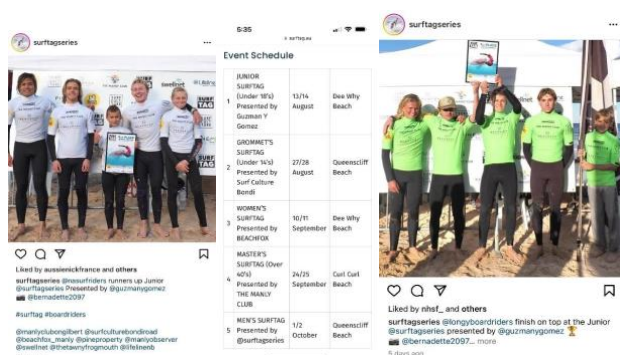 surftagseries
Liked by aussienickfrance and others
surftagseries @nasurfriders runners up Junior
@surftagseries Presented by @guzmanygomez
@bernadette2097
#surftag #boardriders
@manlyclubongilbert @surfculturebondiroad
@beachfox_manly @pineproperty @manlyobserver
@swellnet @thetawnyfrogmouth @lifelinenb
5:35
surftag.eu
Event Schedule
1 JUNIOR SURFTAG (Under 18's) Presented by Guzman Y Gomez 13/14 August Dee Why Beach
2 GROMMET'S SURFTAG (Under 14's) Presented by Surf Culture Bondi 27/28 August Queenscliff Beach
3 WOMEN'S SURFTAG Presented by BEACHFOX 10/11 September Dee Why Beach
4 MASTER'S SURFTAG (Over 40's) Presented by THE MANLY CLUB 24/25 September Curl Curl Beach
5 MEN'S SURFTAG Presented by @surftagseries 1/2 October Queenscliff Beach
surftagseries
Liked by nhsf_ and others
surftagseries @longyboardriders finish on top at the Junior
@surftagseries presented by @guzmanygomez
@bernadette2097... more
5 days ago